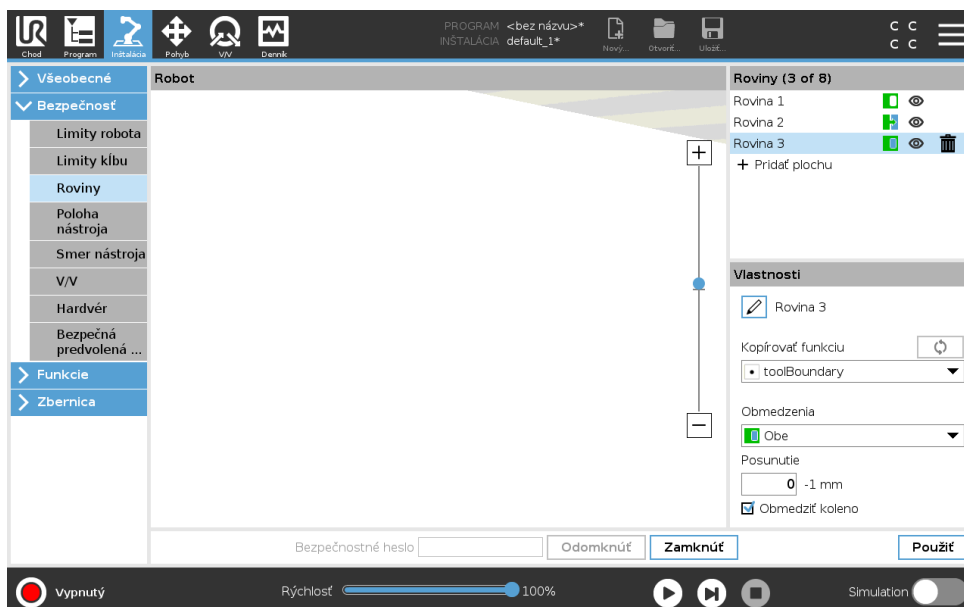 PROGRAM <bez názvu>*
INŠTALÁCIA default_1*
Chod Program Inštalácia Pohyb V/V Denník Nový... Otvoriť... Uložiť...
C C
C C
Všeobecné
Bezpečnosť
Limity robota
Limity kĺbu
Roviny
Poloha
nástroja
Smer nástroja
V/V
Hardvér
Bezpečná
predvolená ...
Funkcie
Zbernica
Robot
Roviny (3 of 8)
Rovina 1
Rovina 2
Rovina 3
+ Pridať plochu
Vlastnosti
Rovina 3
Kopírovať funkciu
toolBoundary
Obmedzenia
Obe
Posunutie
0 -1 mm
Obmedziť koleno
Bezpečnostné heslo Odomknúť Zamknúť Použiť
Vypnutý Rýchlosť 100% Simulation